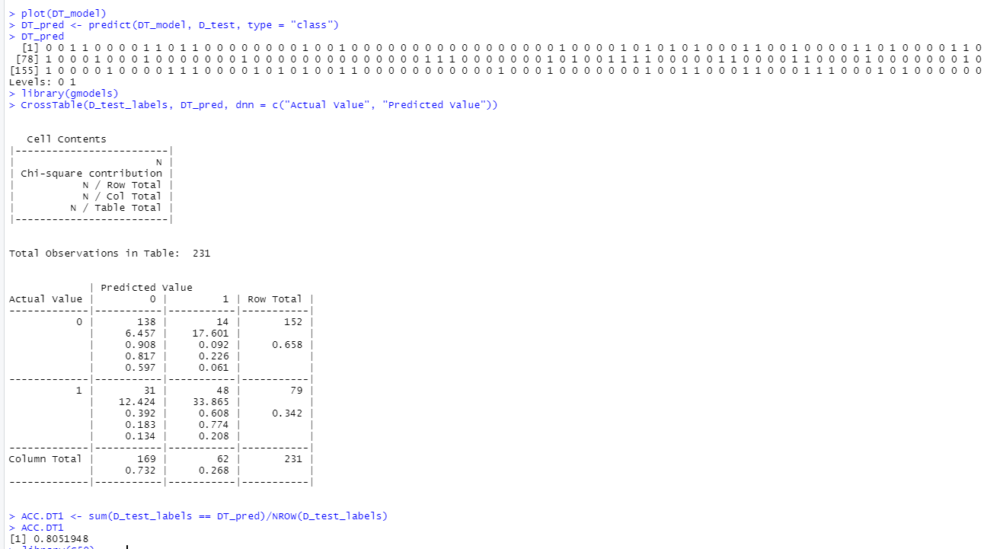 > plot(DT_model)
> DT_pred <- predict(DT_model, D_test, type = "class")
> DT_pred
[1] 0 0 1 1 0 0 0 0 1 1 0 1 1 0 0 0 0 0 0 0 0 1 0 0 1 0 0 0 0 0 0 0 0 0 0 0 0 0 0 0 0 0 1 0 0 0 0 1 0 1 0 1 0 1 0 0 0 1 1 0 0 1 0 0 0 0 1 1 0 1 0 0 0 0 1 1 0
[78] 1 0 0 0 1 0 0 0 1 0 0 0 0 0 0 0 1 0 0 0 0 0 0 0 0 0 0 0 0 0 0 1 1 1 0 0 0 0 0 0 0 1 0 0 1 0 1 1 1 1 0 0 0 0 0 1 1 0 0 0 0 1 1 0 0 0 0 1 0 0 0 0 0 0 0 1 0
[155] 1 0 0 0 0 1 0 0 0 0 1 1 1 0 0 0 0 1 0 1 0 1 0 0 1 1 0 0 0 0 0 0 0 0 0 0 0 1 0 0 0 1 0 0 0 0 0 0 0 1 0 0 1 1 0 0 0 1 1 0 0 0 1 1 1 0 0 0 1 0 1 0 0 0 0 0 0
Levels: 0 1
> library(gmodels)
> CrossTable(D_test_labels, DT_pred, dnn = c("Actual Value", "Predicted Value"))
Cell Contents
|-------------------------|
| N |
| Chi-square contribution |
| N / Row Total |
| N / Col Total |
| N / Table Total |
|-------------------------|
Total Observations in Table: 231
| Predicted Value
Actual Value | 0 | 1 | Row Total |
-------------|-----------|-----------|-----------|
0 | 138 | 14 | 152 |
| 6.457 | 17.601 | |
| 0.908 | 0.092 | 0.658 |
| 0.817 | 0.226 | |
| 0.597 | 0.061 | |
-------------|-----------|-----------|-----------|
1 | 31 | 48 | 79 |
| 12.424 | 33.865 | |
| 0.392 | 0.608 | 0.342 |
| 0.183 | 0.774 | |
| 0.134 | 0.208 | |
-------------|-----------|-----------|-----------|
Column Total | 169 | 62 | 231 |
| 0.732 | 0.268 | |
-------------|-----------|-----------|-----------|
> ACC.DT1 <- sum(D_test_labels == DT_pred)/NROW(D_test_labels)
> ACC.DT1
[1] 0.8051948
> library(C50)